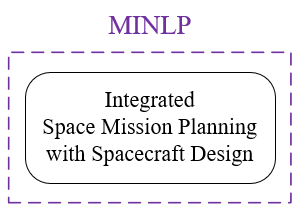 MINLP
Integrated
Space Mission Planning
with Spacecraft Design